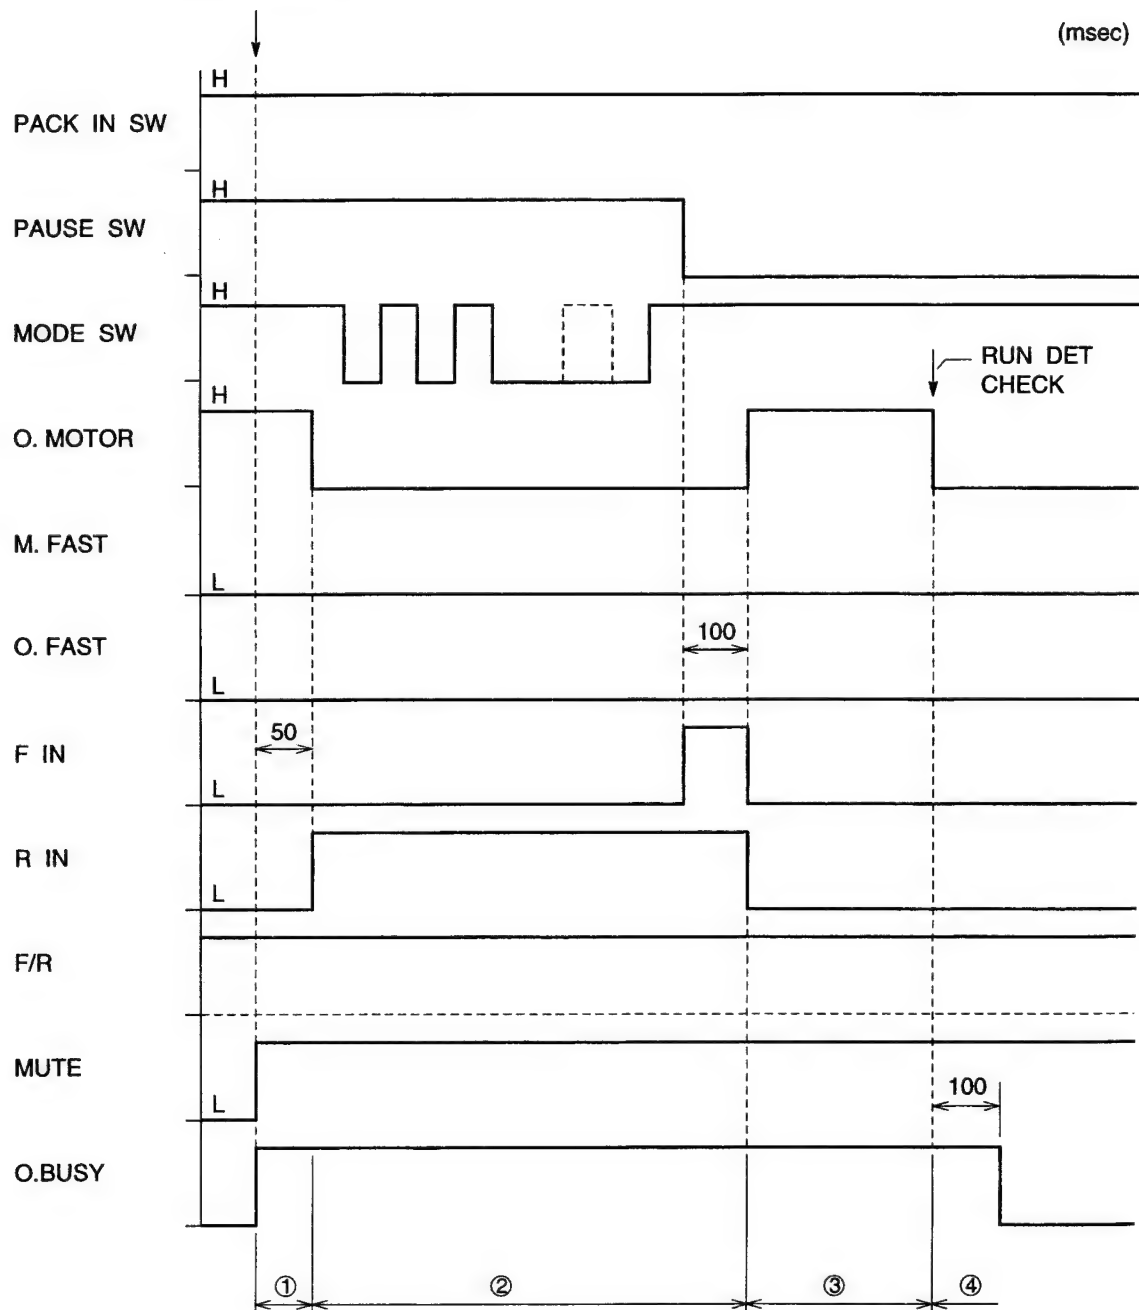 (msec)
H
PACK IN SW
H
PAUSE SW
H
MODE SW
RUN DET
CHECK
H
O. MOTOR
M. FAST
L
100
O. FAST
L
50
F IN
L
R IN
L
F/R
MUTE
L
100
O.BUSY
① ② ③ ④